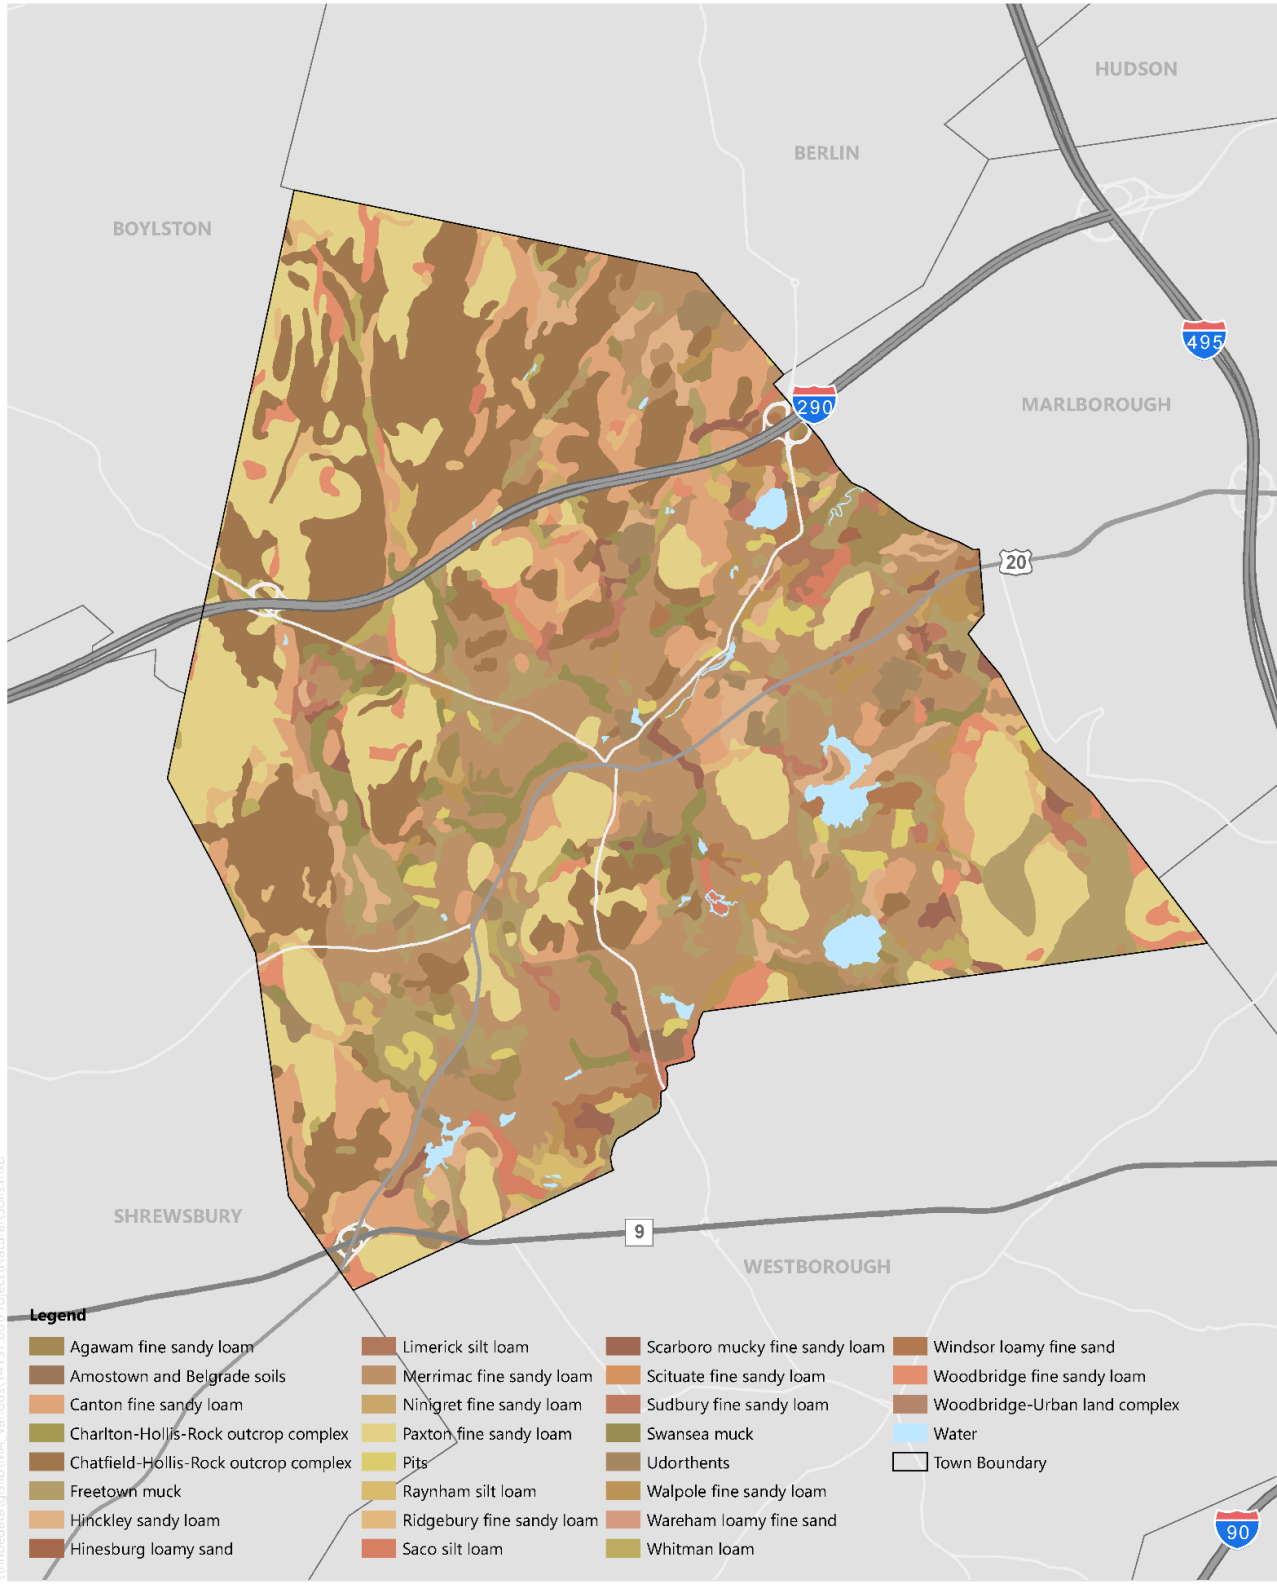 HUDSON
BERLIN
BOYLSTON
495
290
MARLBOROUGH
20
SHREWSBURY
9
WESTBOROUGH
Legend
Agawam fine sandy loam
Amostown and Belgrade soils
Canton fine sandy loam
Charlton-Hollis-Rock outcrop complex
Chatfield-Hollis-Rock outcrop complex
Freetown muck
Hinckley sandy loam
Hinesburg loamy sand
Limerick silt loam
Merrimac fine sandy loam
Ninigret fine sandy loam
Paxton fine sandy loam
Pits
Raynham silt loam
Ridgebury fine sandy loam
Saco silt loam
Scarboro mucky fine sandy loam
Scituate fine sandy loam
Sudbury fine sandy loam
Swansea muck
Udorthents
Walpole fine sandy loam
Wareham loamy fine sand
Whitman loam
Windsor loamy fine sand
Woodbridge fine sandy loam
Woodbridge-Urban land complex
Water
Town Boundary
90